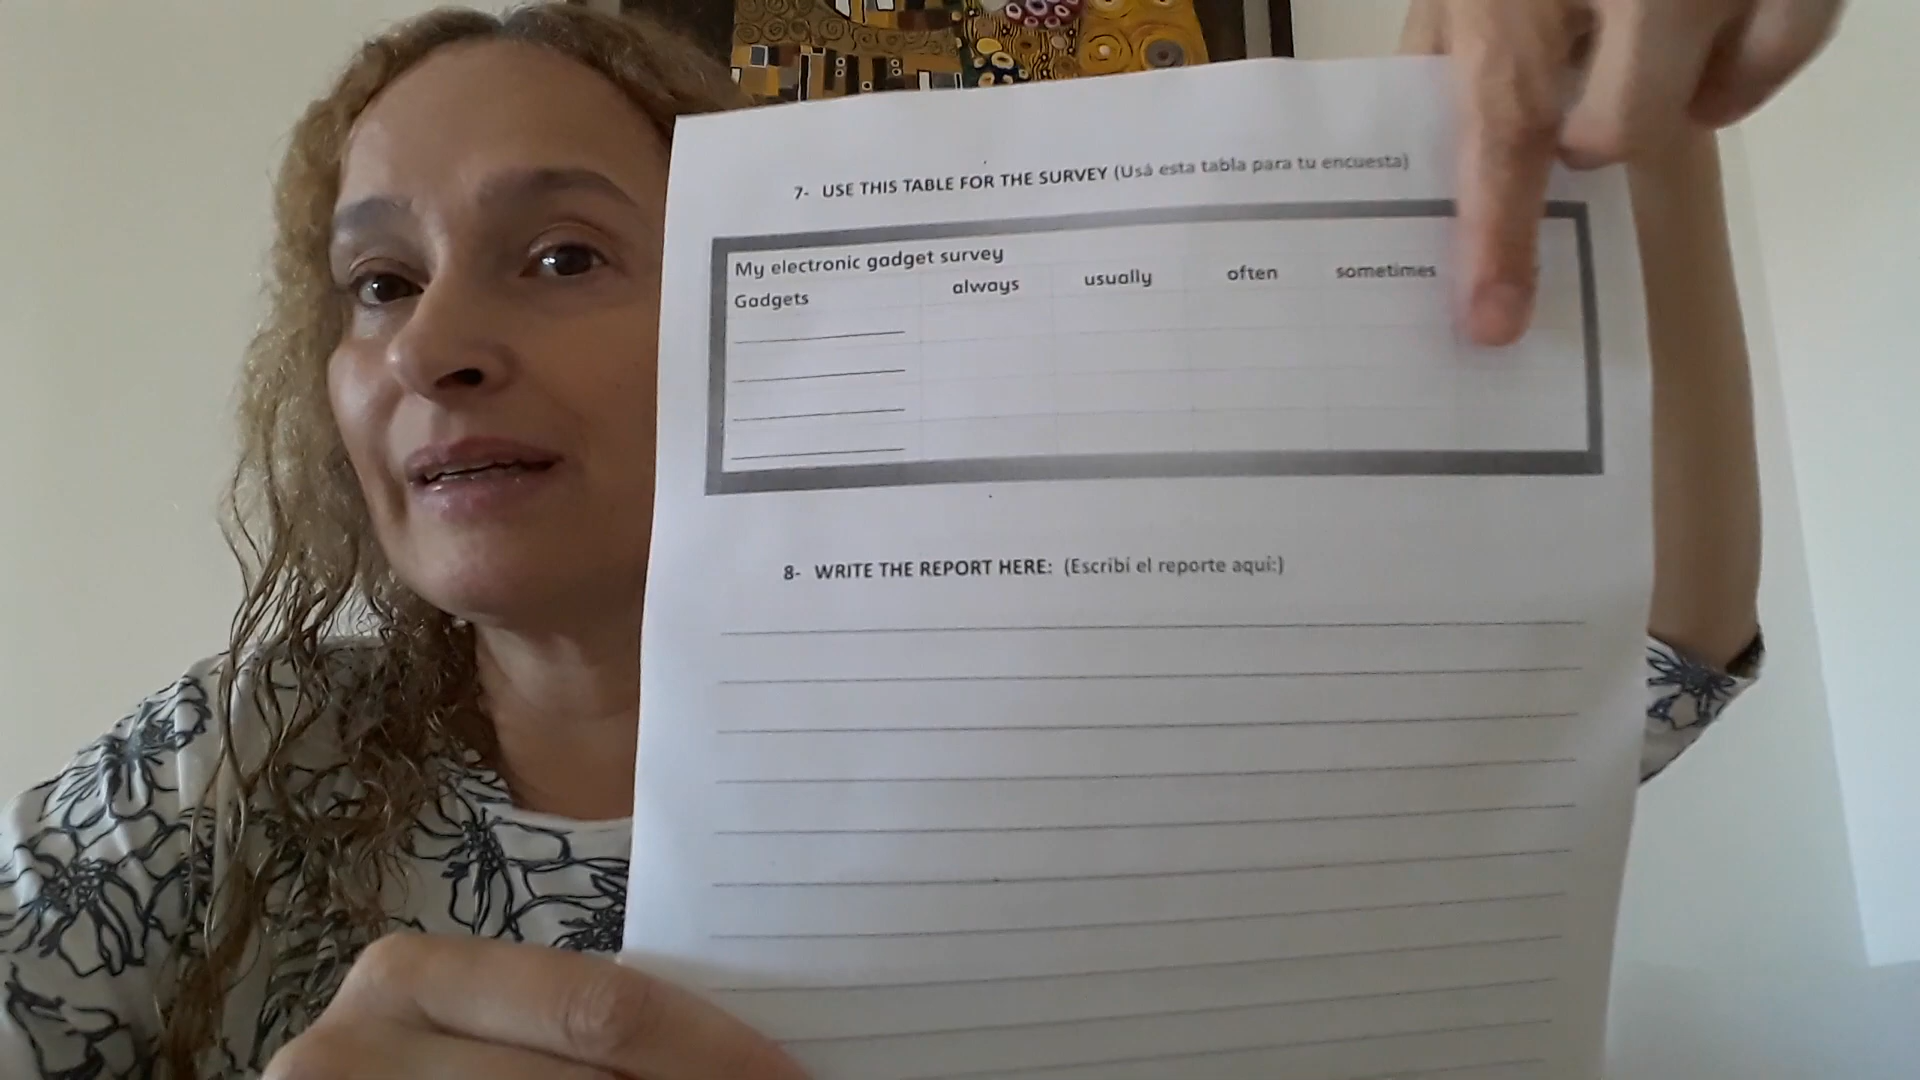 7- USE THIS TABLE FOR THE SURVEY (Usá esta tabla para tu encuesta)
My electronic gadget survey
Gadgets always usually often sometimes
8- WRITE THE REPORT HERE: (Escribí el reporte aquí:)